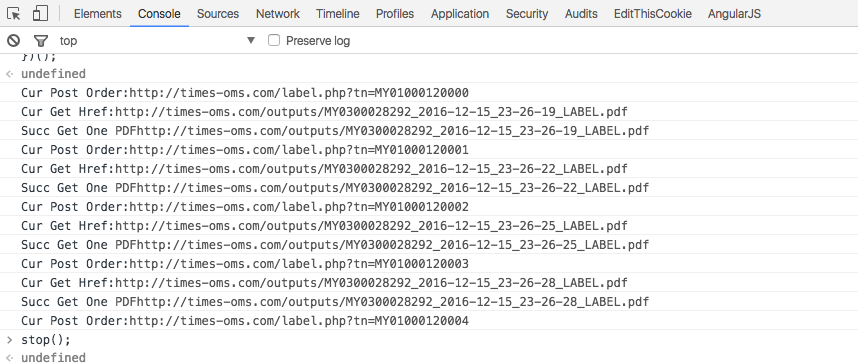 Elements Console Sources Network Timeline Profiles Application Security Audits EditThisCookie AngularJS
top ▼ Preserve log
})();
undefined
Cur Post Order:http://times-oms.com/label.php?tn=MY01000120000
Cur Get Href:http://times-oms.com/outputs/MY0300028292_2016-12-15_23-26-19_LABEL.pdf
Succ Get One PDFhttp://times-oms.com/outputs/MY0300028292_2016-12-15_23-26-19_LABEL.pdf
Cur Post Order:http://times-oms.com/label.php?tn=MY01000120001
Cur Get Href:http://times-oms.com/outputs/MY0300028292_2016-12-15_23-26-22_LABEL.pdf
Succ Get One PDFhttp://times-oms.com/outputs/MY0300028292_2016-12-15_23-26-22_LABEL.pdf
Cur Post Order:http://times-oms.com/label.php?tn=MY01000120002
Cur Get Href:http://times-oms.com/outputs/MY0300028292_2016-12-15_23-26-25_LABEL.pdf
Succ Get One PDFhttp://times-oms.com/outputs/MY0300028292_2016-12-15_23-26-25_LABEL.pdf
Cur Post Order:http://times-oms.com/label.php?tn=MY01000120003
Cur Get Href:http://times-oms.com/outputs/MY0300028292_2016-12-15_23-26-28_LABEL.pdf
Succ Get One PDFhttp://times-oms.com/outputs/MY0300028292_2016-12-15_23-26-28_LABEL.pdf
Cur Post Order:http://times-oms.com/label.php?tn=MY01000120004
> stop();
undefined